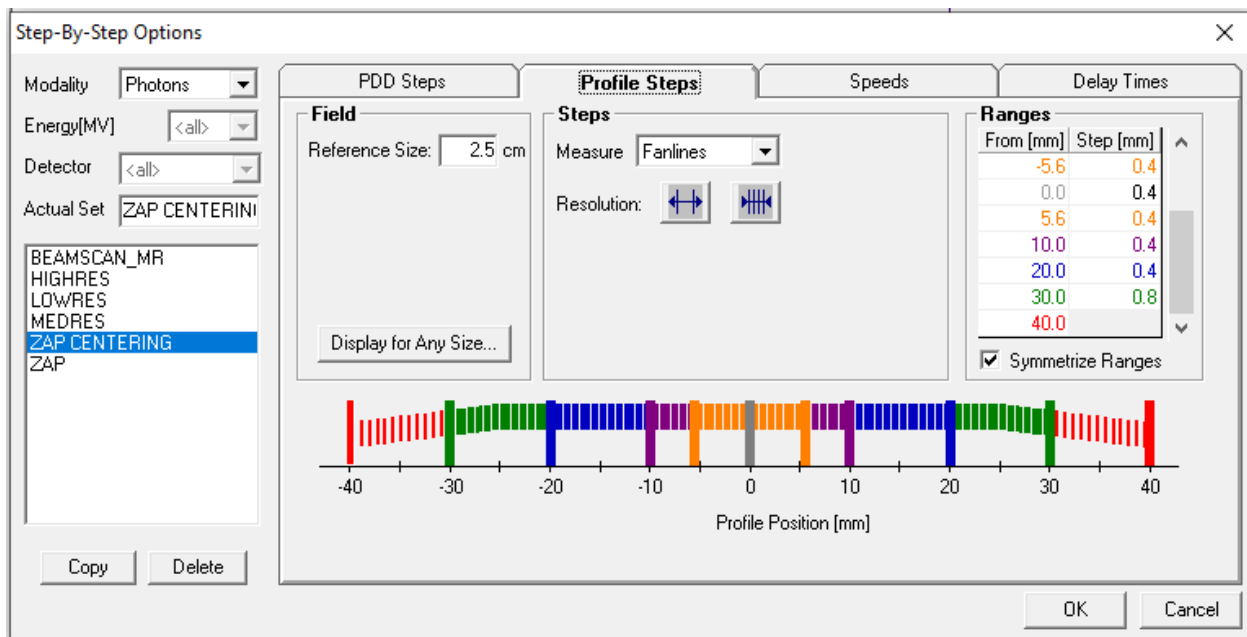 Step-By-Step Options
Modality Photons
Energy[MV] <all>
Detector <all>
Actual Set ZAP CENTERIN
BEAMSCAN_MR
HIGHRES
LOWRES
MEDRES
ZAP CENTERING
ZAP
Copy Delete
PDD Steps Profile Steps Speeds Delay Times
Field
Reference Size: 2.5 cm
Display for Any Size...
Steps
Measure Fanlines
Resolution:
Ranges
From [mm] Step [mm]
-5.6 0.4
0.0 0.4
5.6 0.4
10.0 0.4
20.0 0.4
30.0 0.8
40.0
Symmetrize Ranges
-40 -30 -20 -10 0 10 20 30 40
Profile Position [mm]
OK Cancel